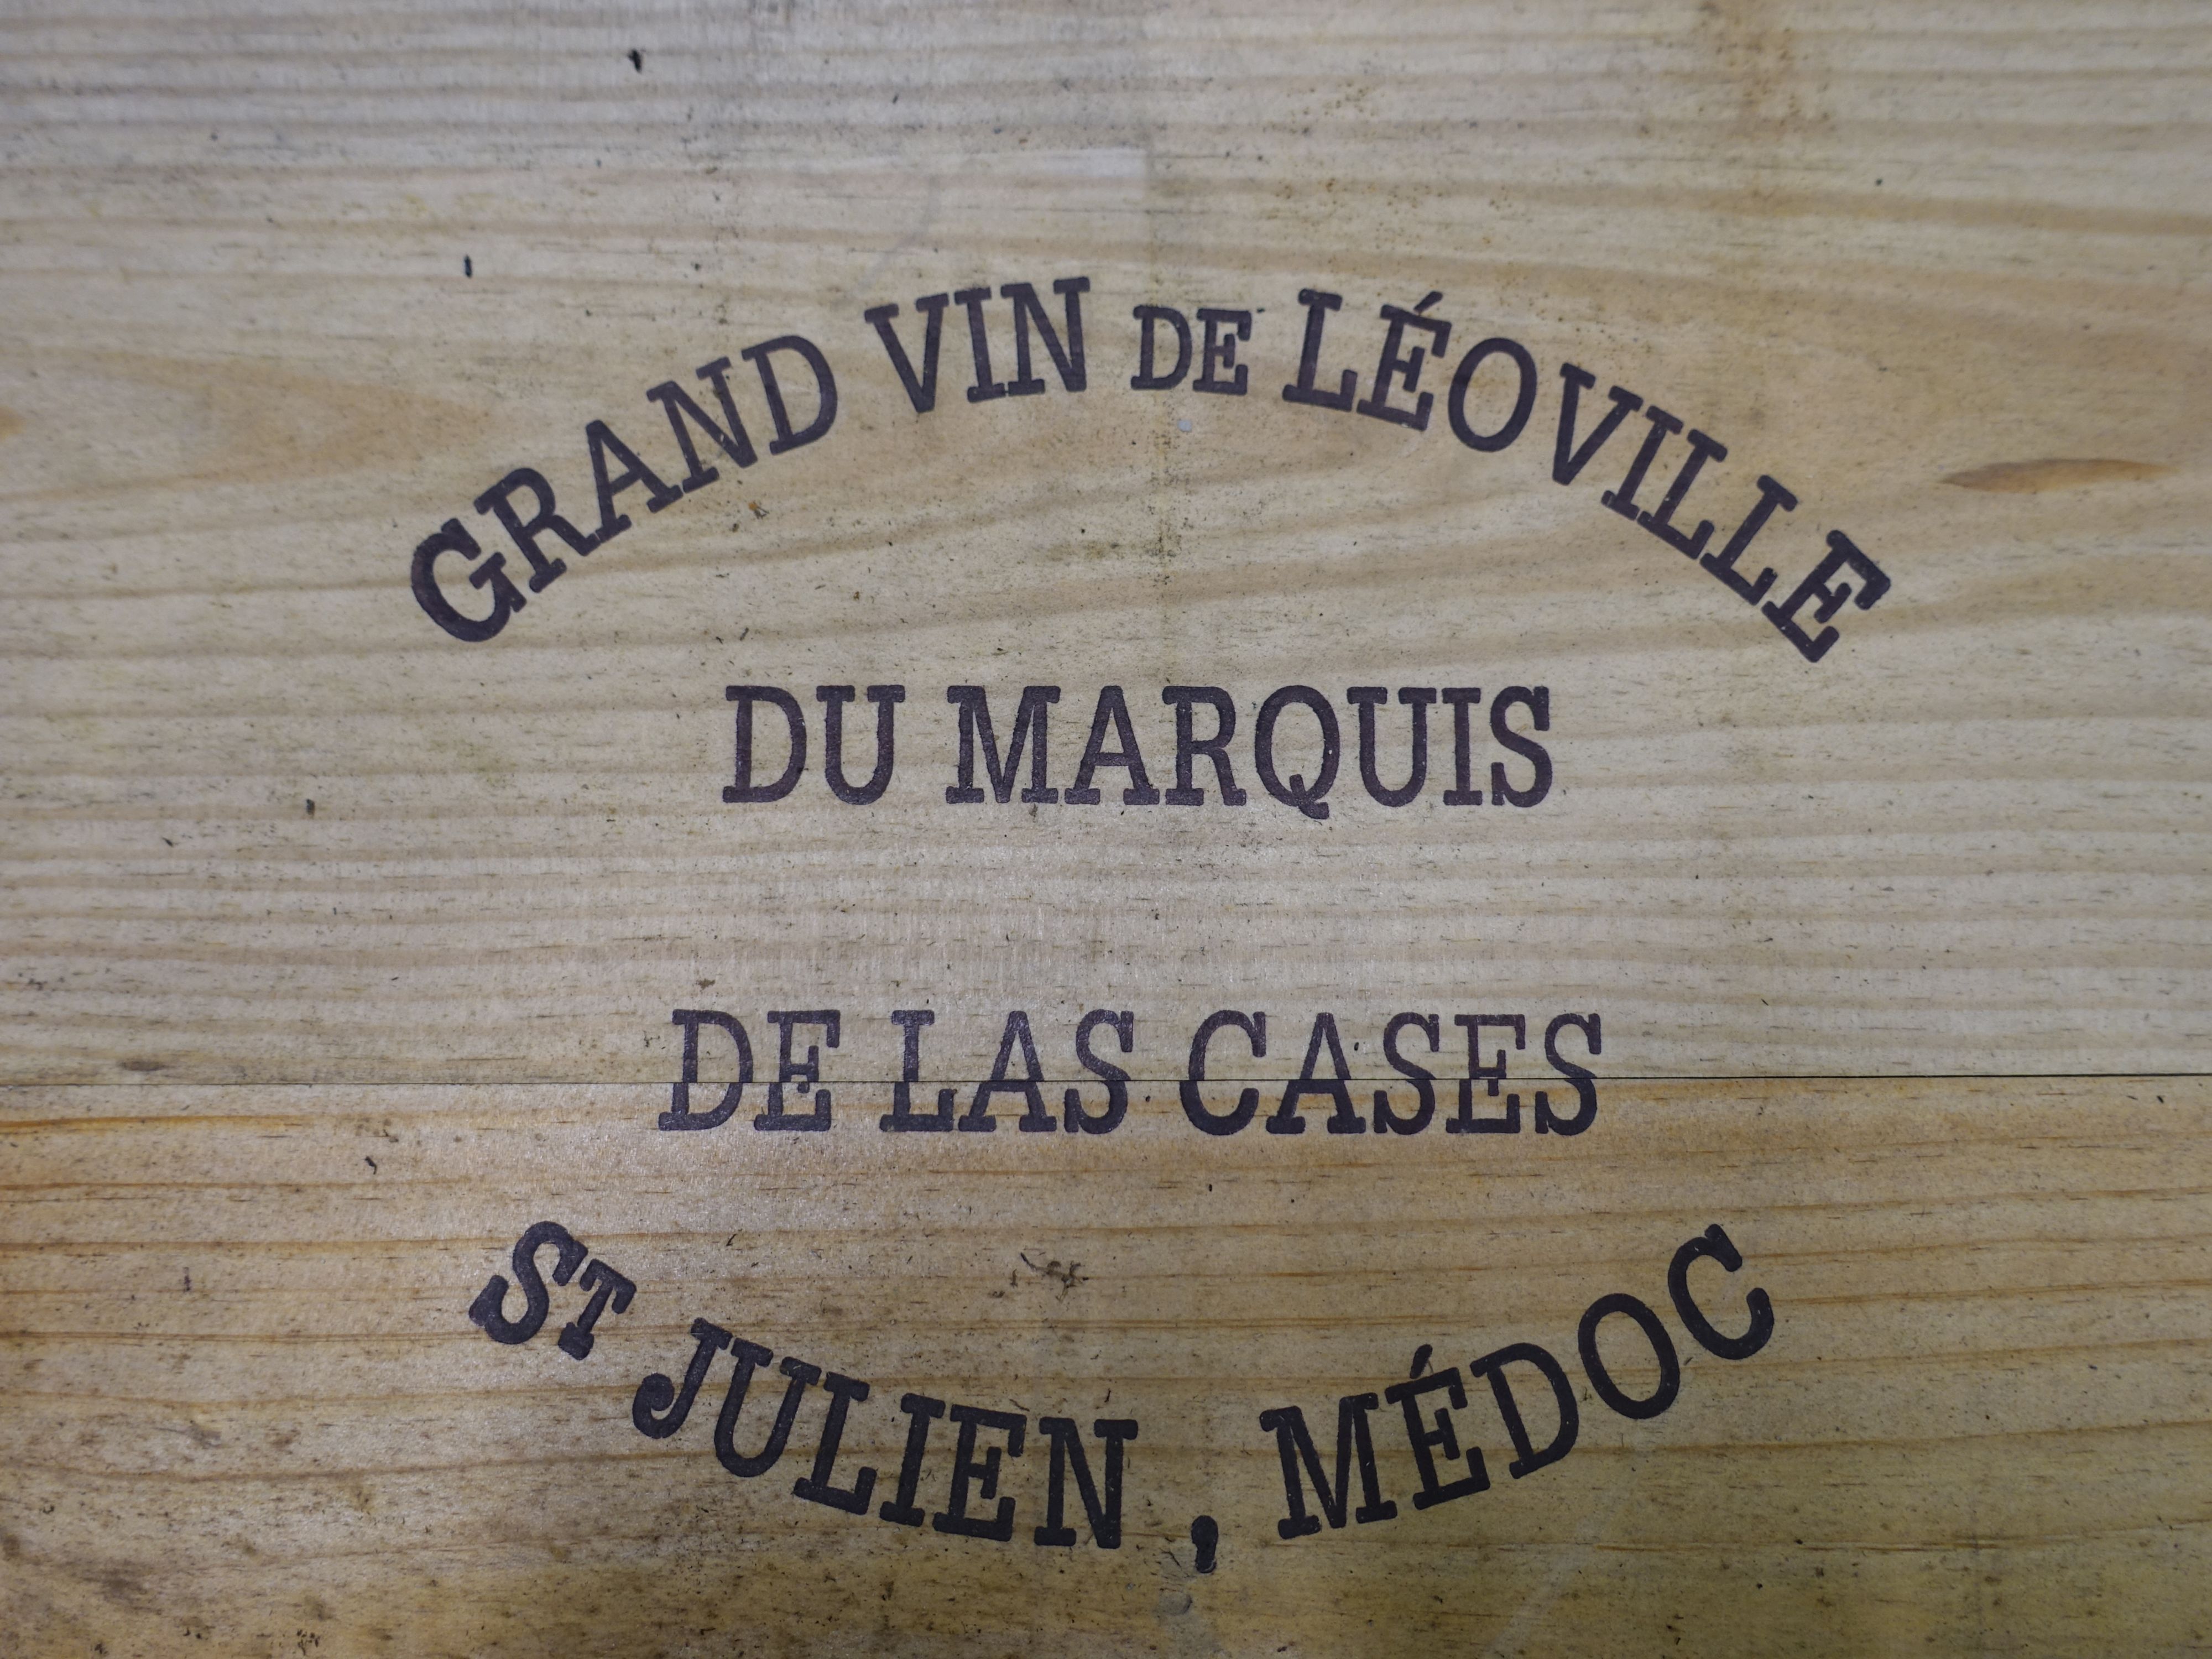 GRAND VIN DE LÉOVILLE
DU MARQUIS
DE LAS CASES
ST JULIEN , MÉDOC